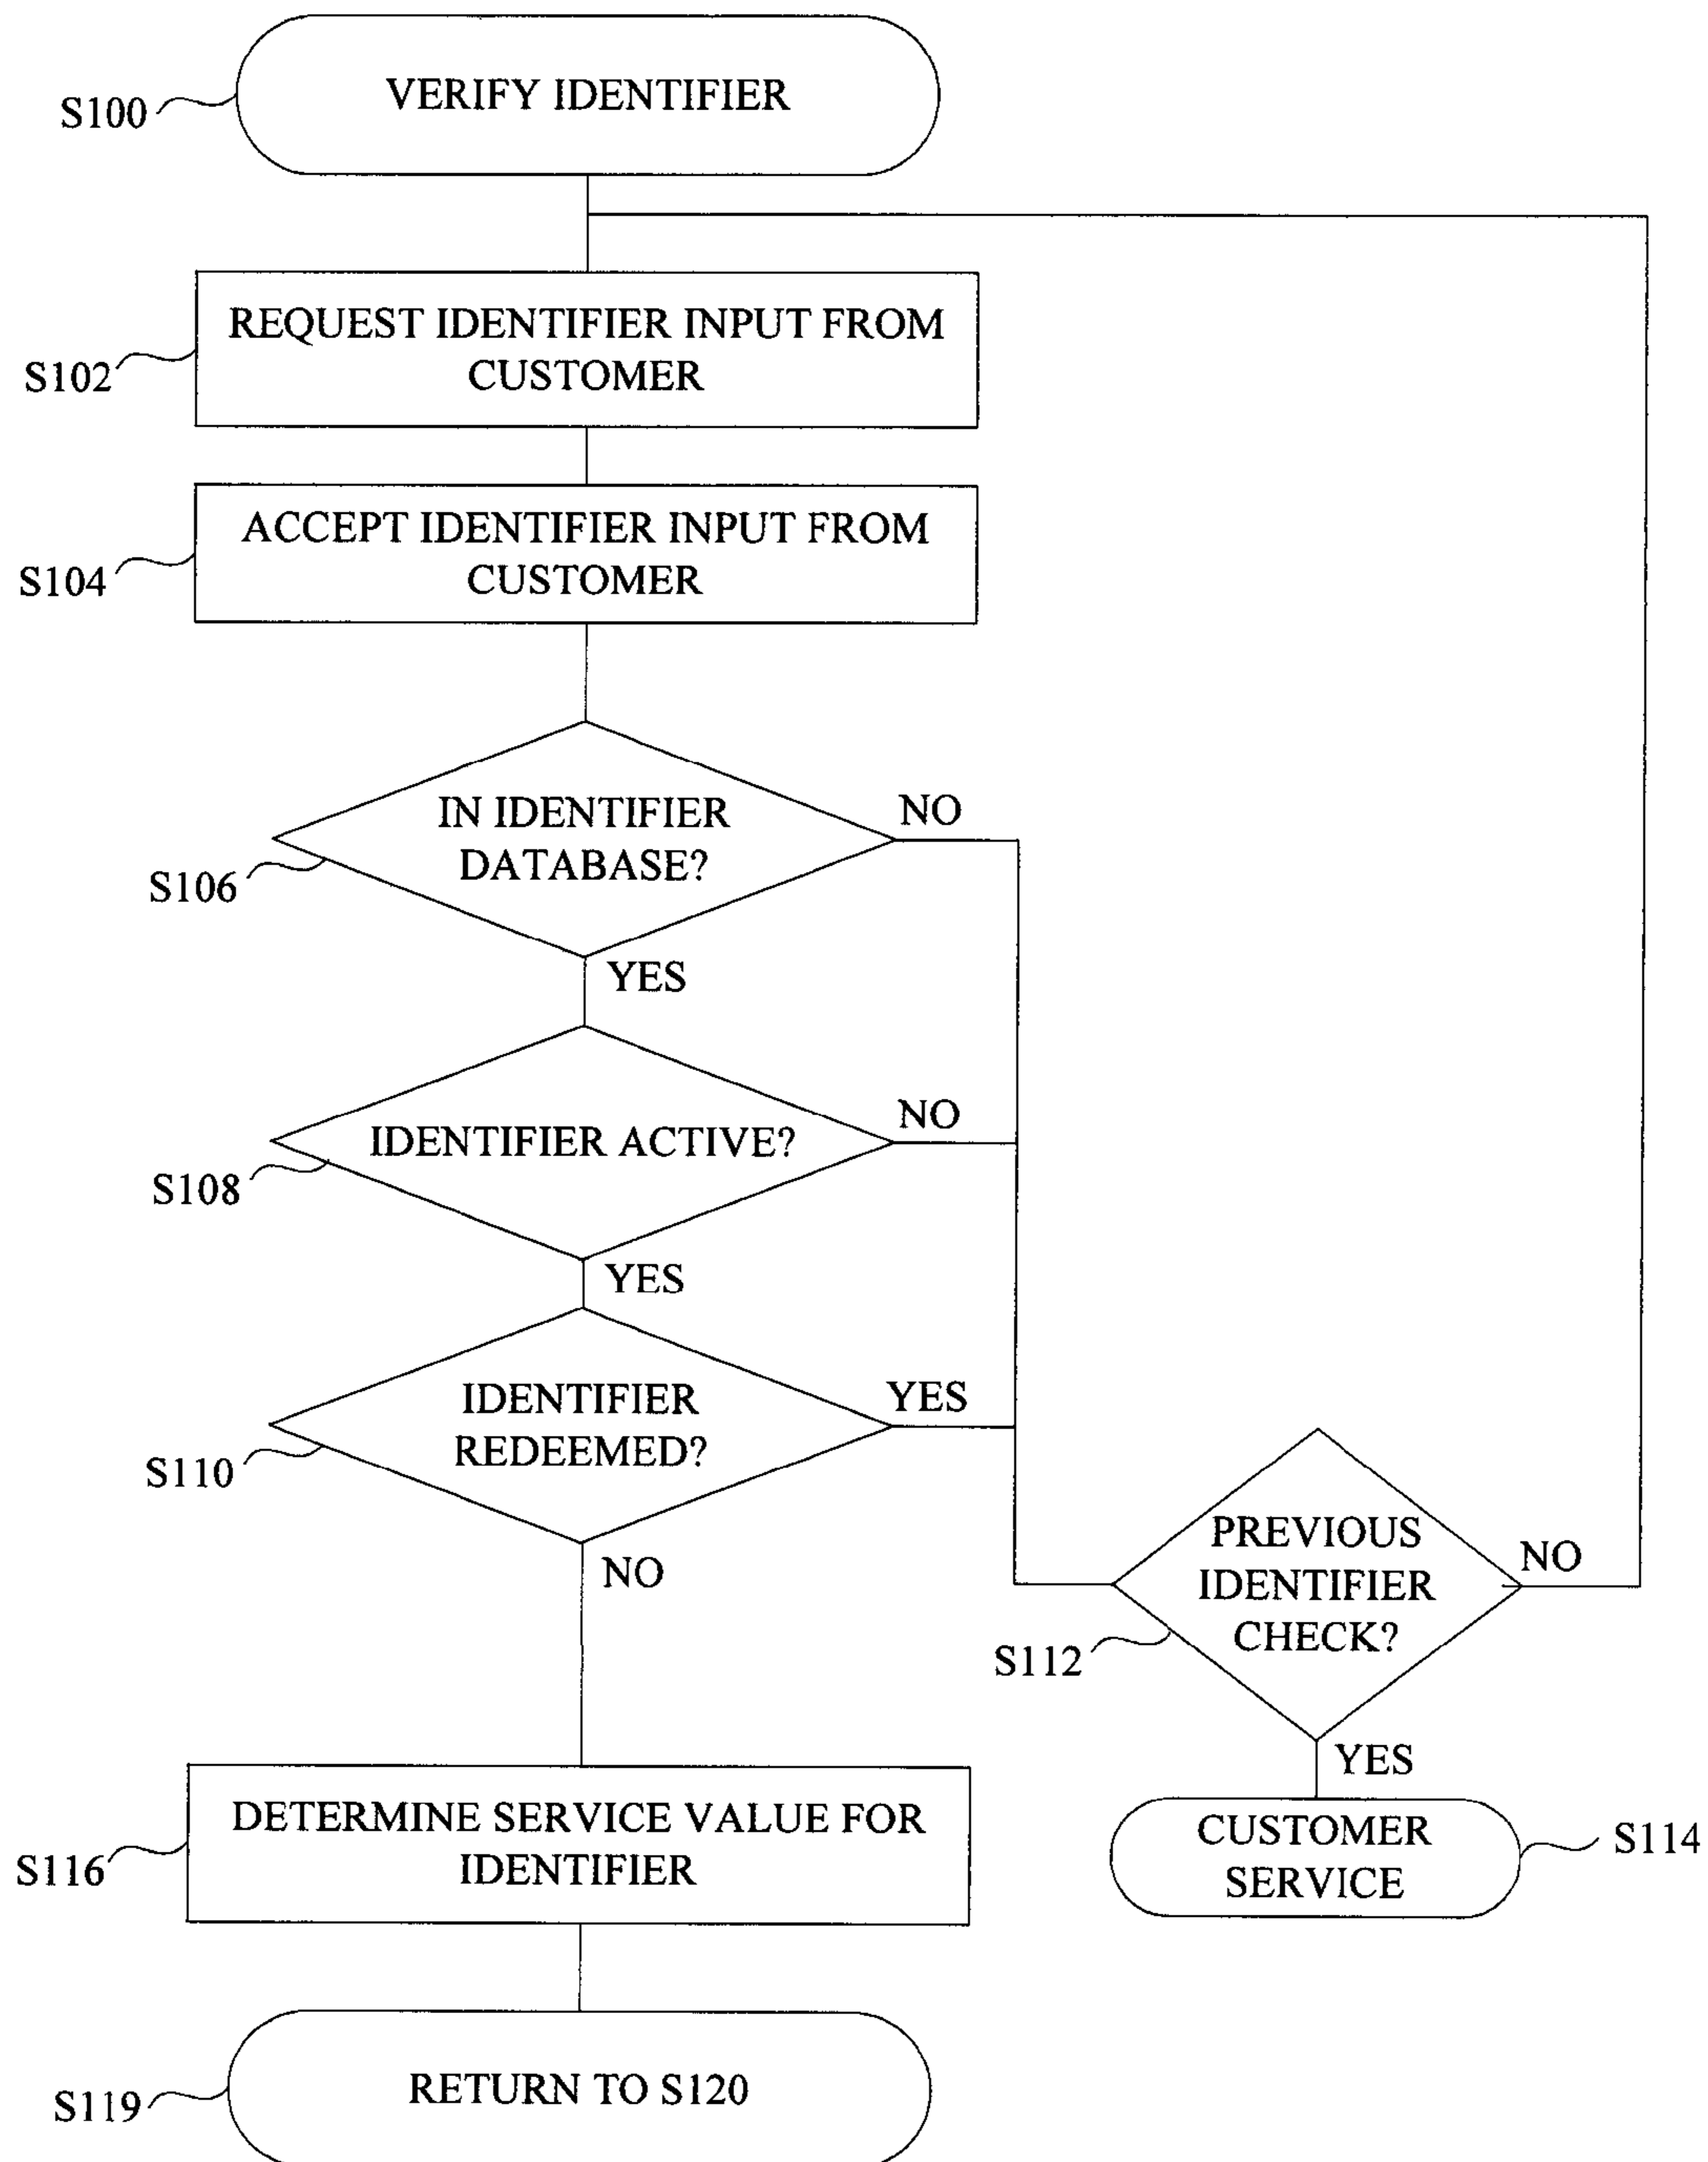 VERIFY IDENTIFIER
S100
REQUEST IDENTIFIER INPUT FROM
CUSTOMER
S102
ACCEPT IDENTIFIER INPUT FROM
CUSTOMER
S104
IN IDENTIFIER
DATABASE?
NO
S106
YES
IDENTIFIER ACTIVE?
NO
S108
YES
IDENTIFIER
REDEEMED?
YES
S110
NO
PREVIOUS
IDENTIFIER
CHECK?
NO
S112
YES
CUSTOMER
SERVICE
S114
DETERMINE SERVICE VALUE FOR
IDENTIFIER
S116
RETURN TO S120
S119